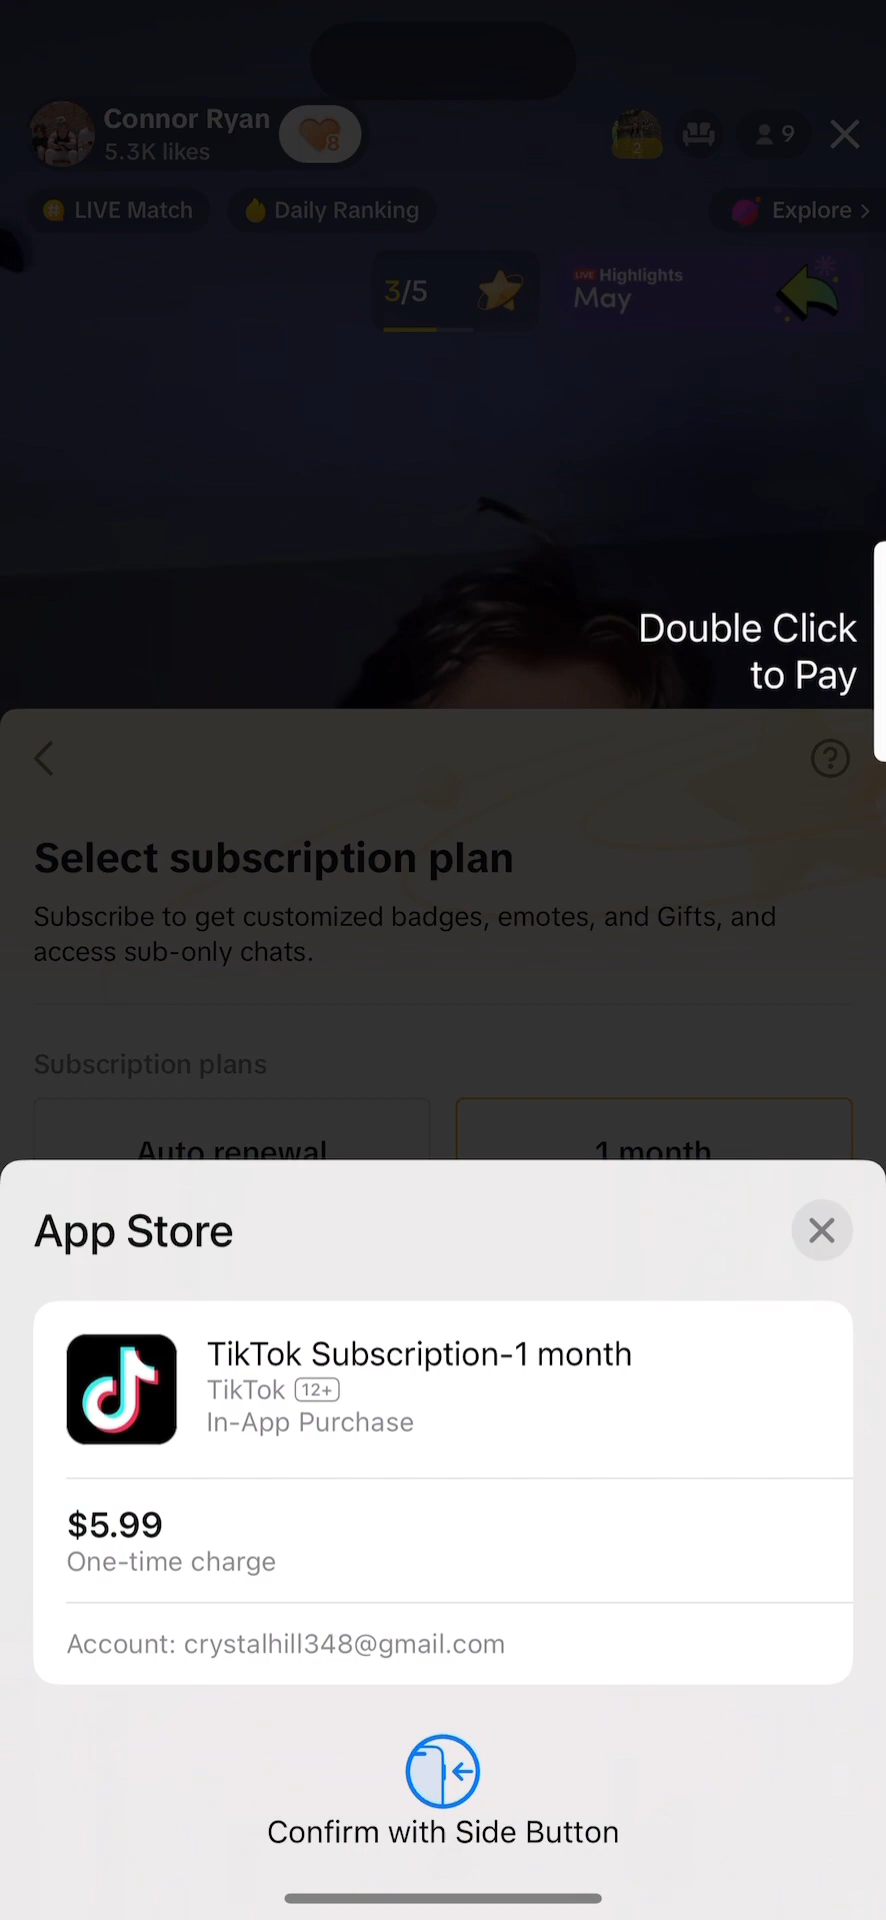 Connor Ryan
5.3K likes
8
2
9
LIVE Match
Daily Ranking
Explore >
3/5
LIVE Highlights
May
Double Click
to Pay
Select subscription plan
Subscribe to get customized badges, emotes, and Gifts, and
access sub-only chats.
Subscription plans
Auto renewal
1 month
App Store
TikTok Subscription-1 month
TikTok 12+
In-App Purchase
$5.99
One-time charge
Account: crystalhill348@gmail.com
Confirm with Side Button